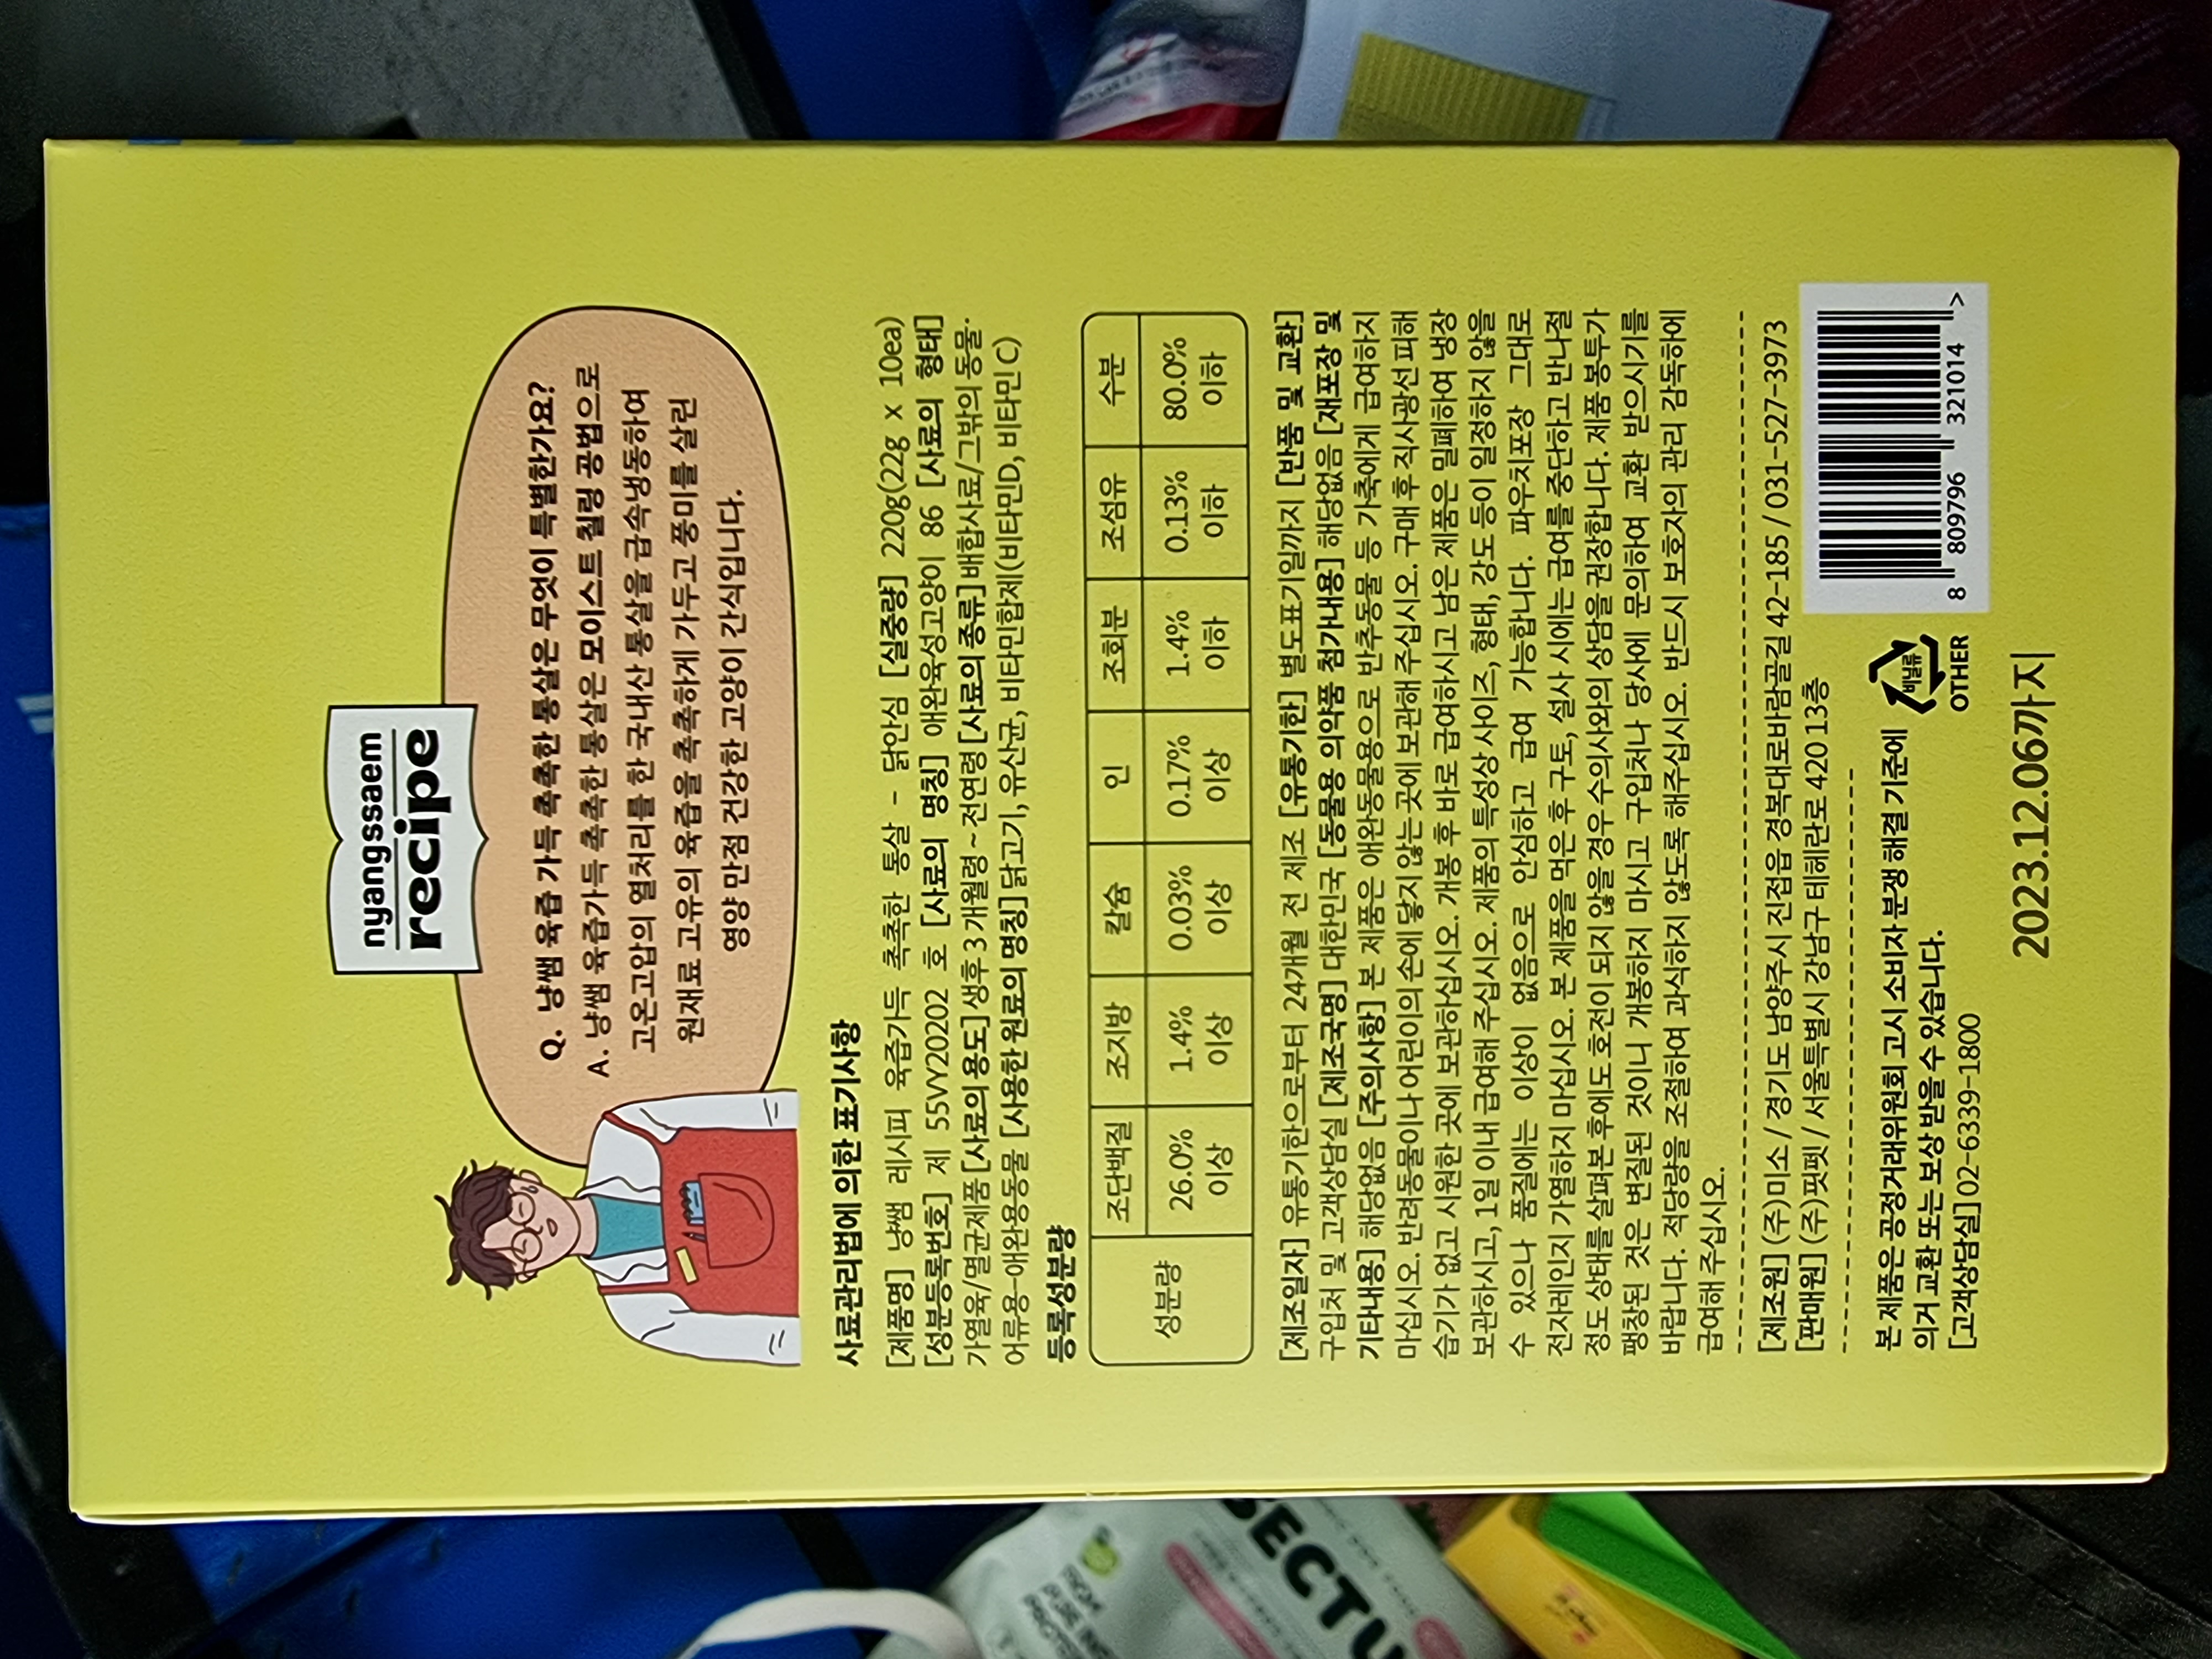 nyangssaem
recipe
Q. 냥쌤 육즙 가득 촉촉한 통살은 무엇이 특별한가요?
A. 냥쌤 육즙가득 촉촉한 통살은 모이스트 칠링 공법으로
고온고압의 열처리를 한 국내산 통살을 급속냉동하여
원재료 고유의 육즙을 촉촉하게 가두고 풍미를 살린
영양 만점 건강한 고양이 간식입니다.
사료관리법에 의한 표기사항
[제품명] 냥쌤 레시피 육즙가득 촉촉한 통살 - 닭안심 [실중량] 220g(22g x 10ea)
[성분등록번호] 제 55VY20202 호 [사료의 명칭] 애완육성고양이 86 [사료의 형태]
가열육/멸균제품 [사료의 용도] 생후 3 개월령 ~ 전연령 [사료의 종류] 배합사료/그밖의 동물·
어류용-애완용동물 [사용한 원료의 명칭] 닭고기, 유산균, 비타민합제(비타민D, 비타민 C)
등록성분량
조단백질 조지방 칼슘 인 조회분 조섬유 수분
성분량 26.0% 1.4% 0.03% 0.17% 1.4% 0.13% 80.0%
이상 이상 이상 이상 이하 이하 이하
[제조일자] 유통기한으로부터 24개월 전 제조 [유통기한] 별도표기일까지 [반품 및 교환]
구입처 및 고객상담실 [제조국명] 대한민국 [동물용 의약품 첨가내용] 해당없음 [재포장 및
기타내용] 해당없음 [주의사항] 본 제품은 애완동물용으로 반추동물 등 가축에게 급여하지
마십시오. 반려동물이나 어린이의 손에 닿지 않는 곳에 보관해 주십시오. 구매 후 직사광선 피해
습기가 없고 시원한 곳에 보관하십시오. 개봉 후 바로 급여하시고 남은 제품은 밀폐하여 냉장
보관하시고, 1일 이내 급여해 주십시오. 제품의 특성상 사이즈, 형태, 강도 등이 일정하지 않을
수 있으나 품질에는 이상이 없음으로 안심하고 급여 가능합니다. 파우치포장 그대로
전자레인지 가열하지 마십시오. 본 제품을 먹은 후 구토, 설사 시에는 급여를 중단하고 반나절
정도 상태를 살펴본 후에도 호전이 되지 않을 경우 수의사와의 상담을 권장합니다. 제품 봉투가
팽창된 것은 변질된 것이니 개봉하지 마시고 구입처나 당사에 문의하여 교환 받으시기를
바랍니다. 적당량을 조절하여 과식하지 않도록 해주십시오. 반드시 보호자의 관리 감독하에
급여해 주십시오.
[제조원] (주)미소 / 경기도 남양주시 진접읍 경복대로바람골길 42-185 / 031-527-3973
[판매원] (주)핏펫 / 서울특별시 강남구 테헤란로 420 13층
본 제품은 공정거래위원회 고시 소비자 분쟁 해결 기준에
의거 교환 또는 보상 받을 수 있습니다.
[고객상담실] 02-6339-1800
비닐류
OTHER
8 809796 321014 >
2023.12.06까지